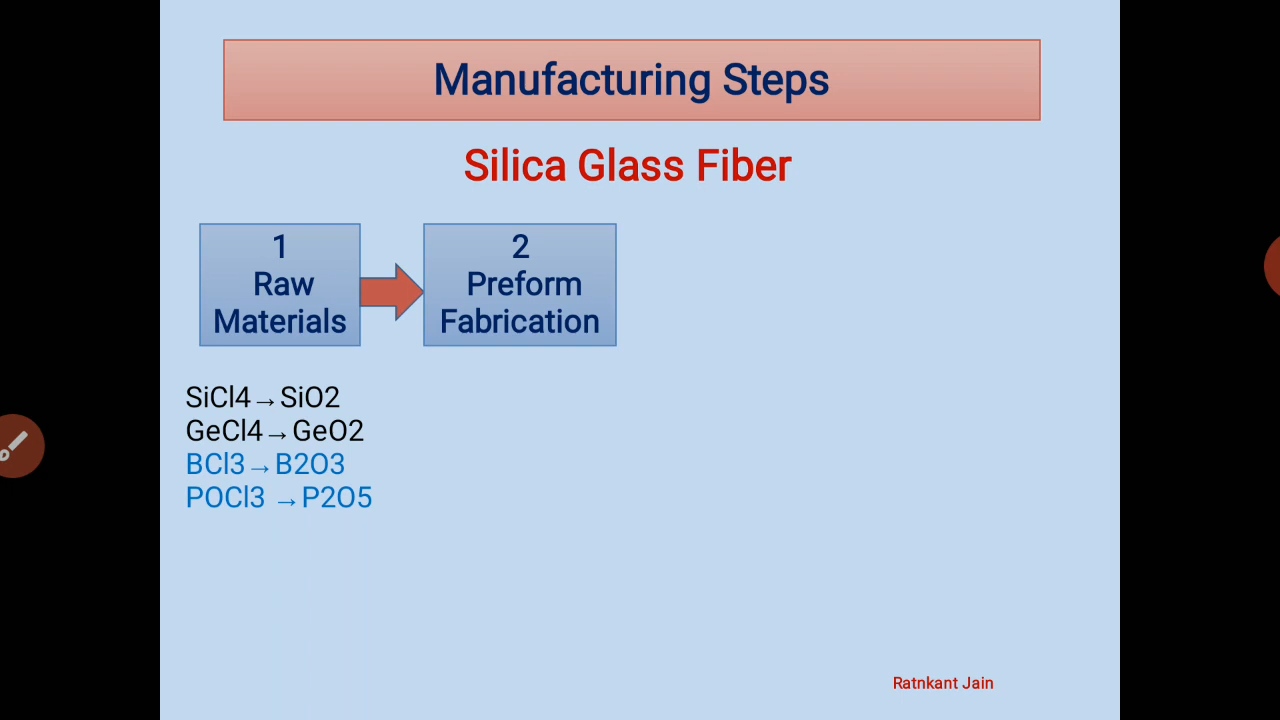 Manufacturing Steps
Silica Glass Fiber
1
Raw
Materials
2
Preform
Fabrication
SiCl4→SiO2
GeCl4→GeO2
BCl3→B2O3
POCl3 →P2O5
Ratnkant Jain